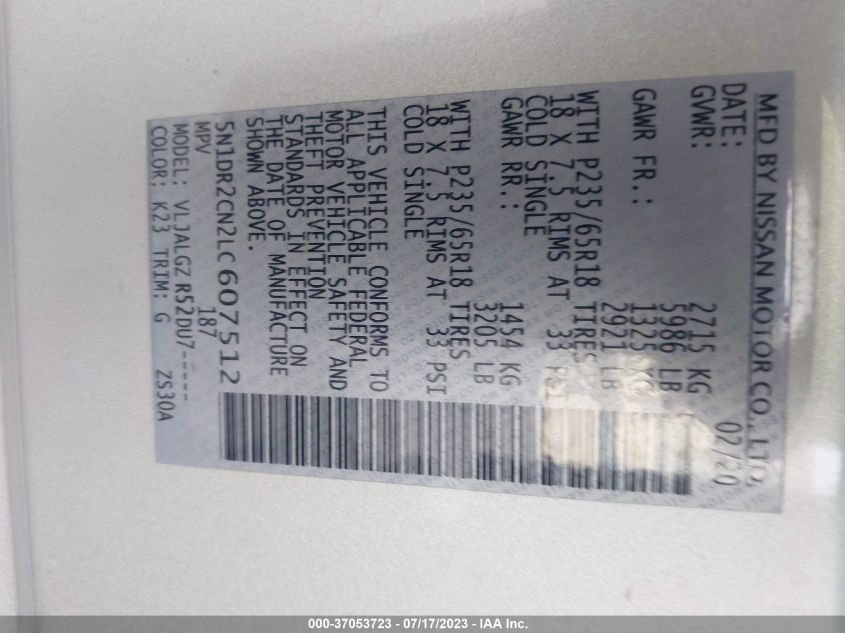 MFD BY NISSAN MOTOR CO., LTD.
DATE: 02/20
GVWR: 2715 KG
5986 LB
GAWR FR.: 1325 KG
2921 LB
WITH P235/65R18 TIRES
18 X 7.5 RIMS AT 33 PSI
COLD SINGLE
GAWR RR.: 1454 KG
3205 LB
WITH P235/65R18 TIRES
18 X 7.5 RIMS AT 33 PSI
COLD SINGLE
THIS VEHICLE CONFORMS TO
ALL APPLICABLE FEDERAL
MOTOR VEHICLE SAFETY AND
THEFT PREVENTION
STANDARDS IN EFFECT ON
THE DATE OF MANUFACTURE
SHOWN ABOVE.
5N1DR2CN2LC607512
MPV 187
MODEL: VLJALGZ R52DU7-----
COLOR: K23 TRIM: G ZS30A
000-37053723 - 07/17/2023 - IAA Inc.